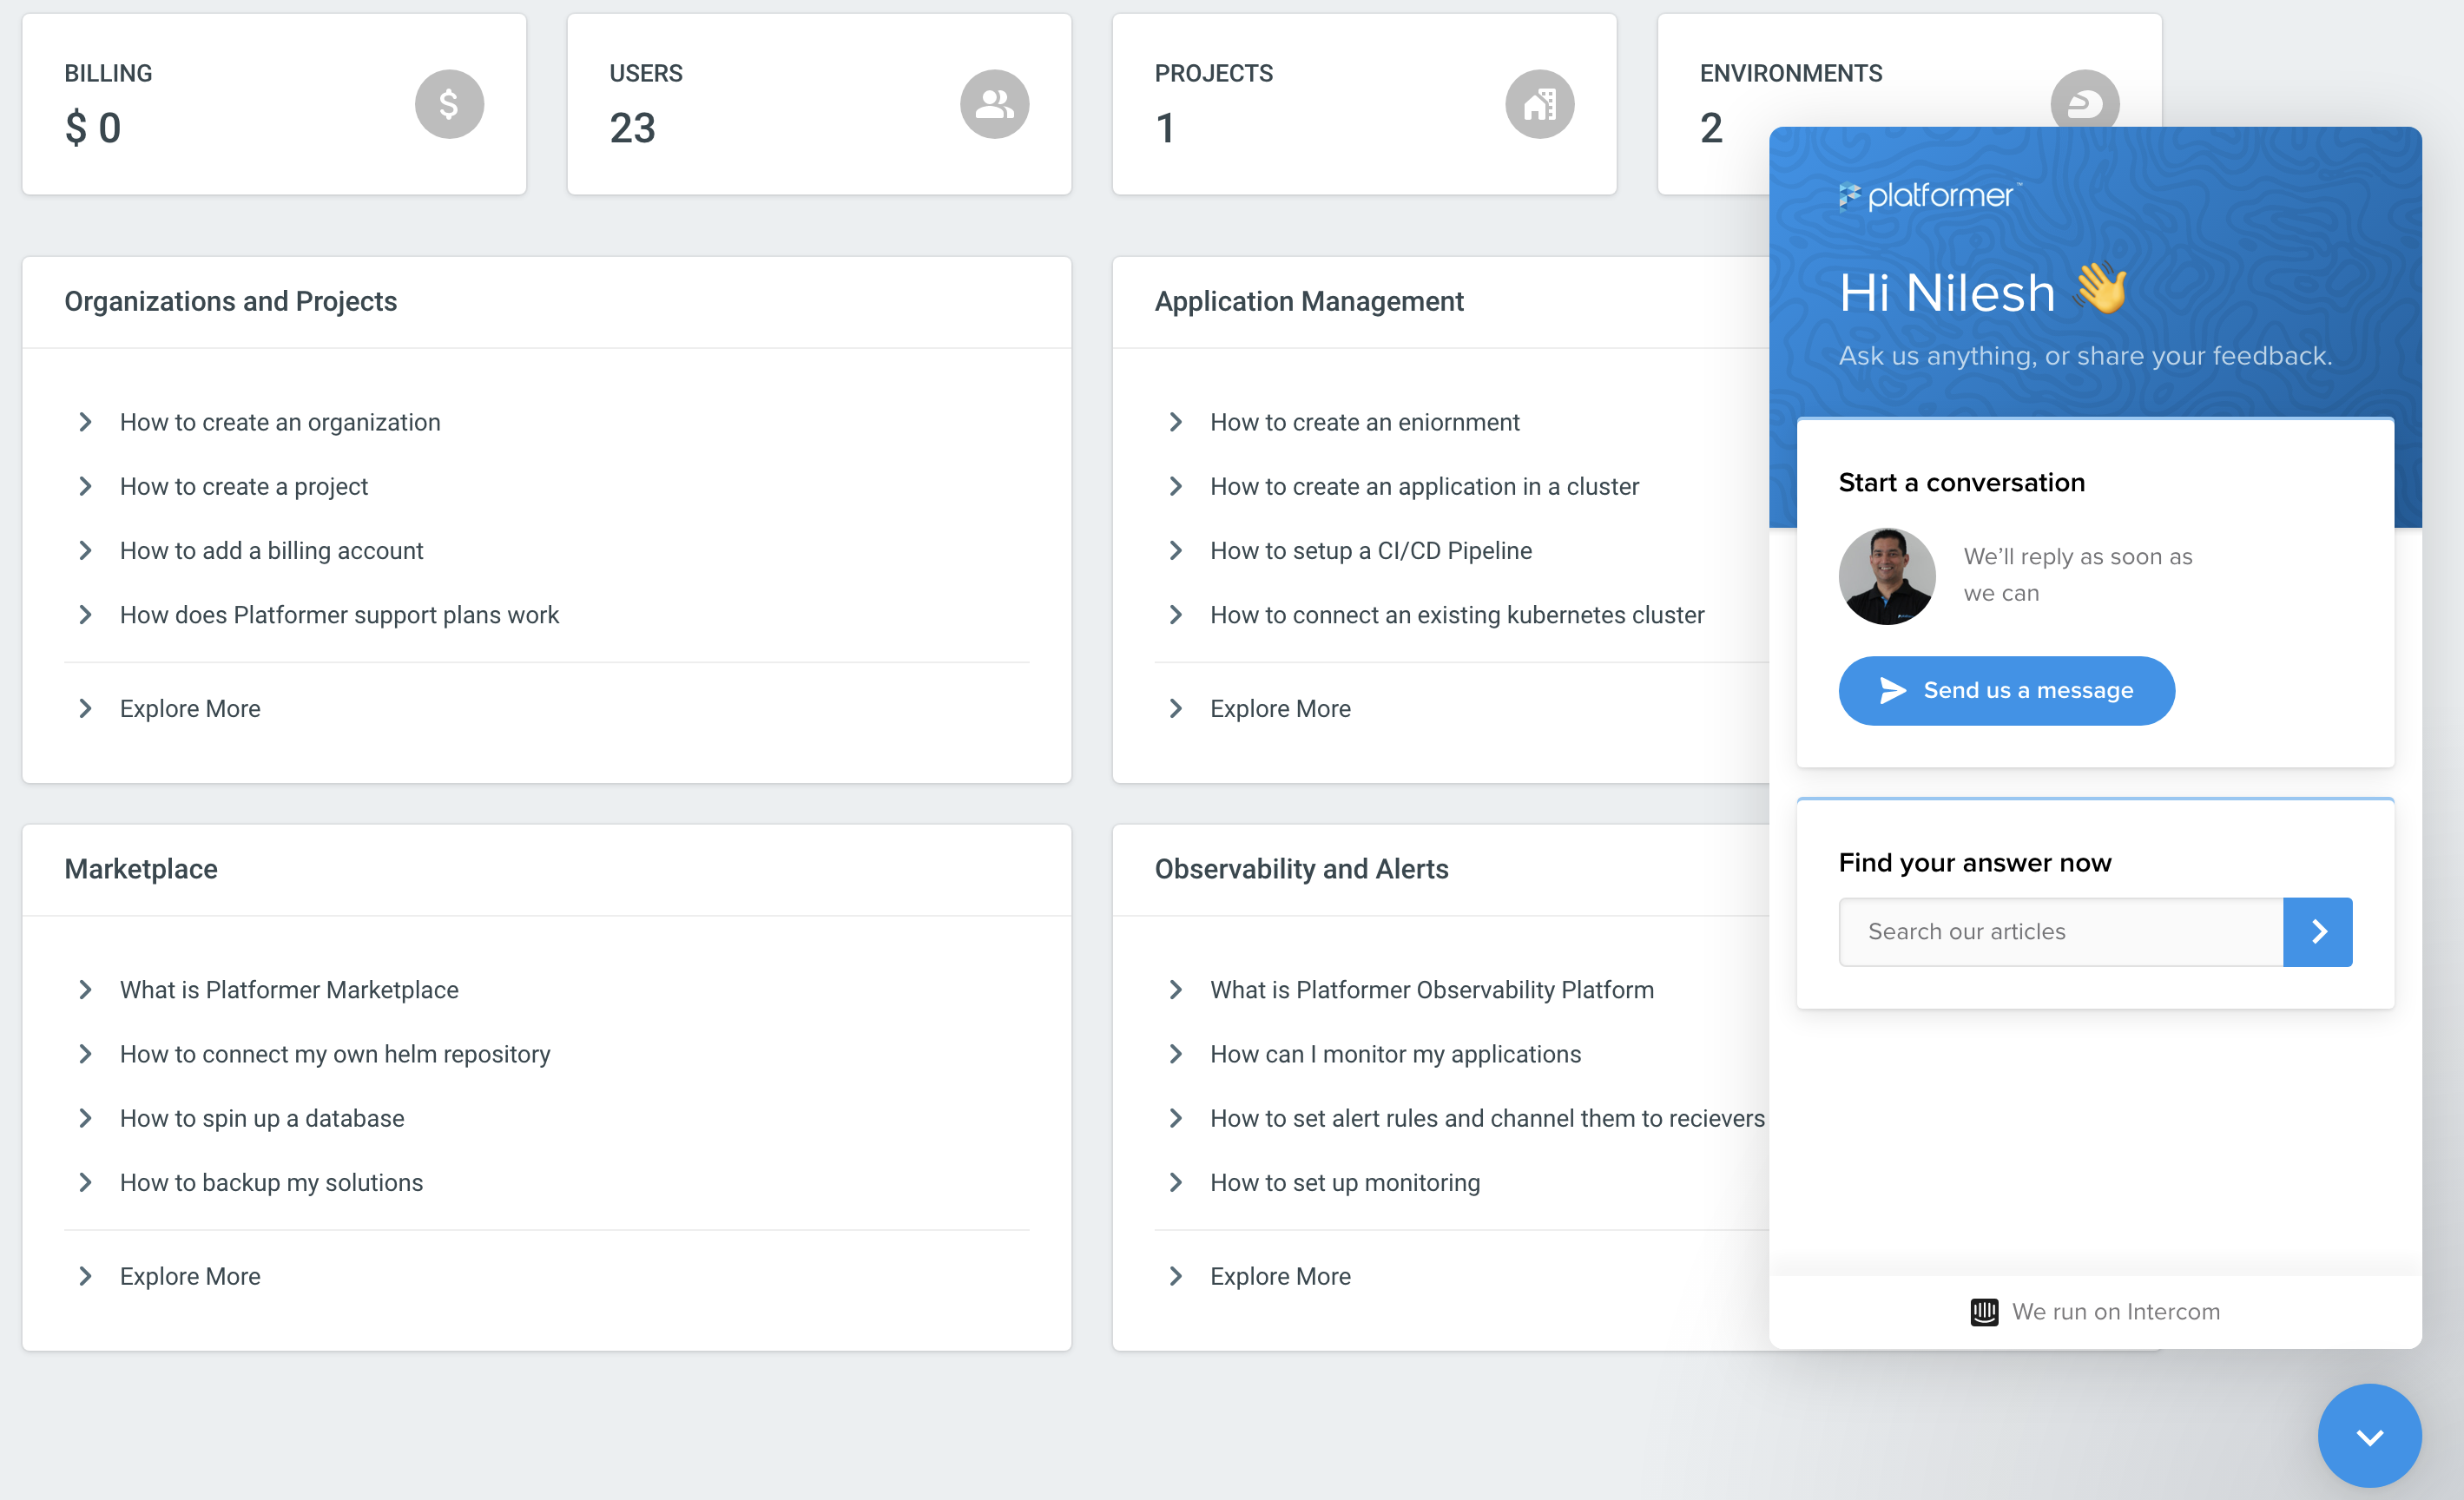 BILLING
$ 0
USERS
23
PROJECTS
1
ENVIRONMENTS
2
Organizations and Projects
How to create an organization
How to create a project
How to add a billing account
How does Platformer support plans work
Explore More
Application Management
How to create an eniornment
How to create an application in a cluster
How to setup a CI/CD Pipeline
How to connect an existing kubernetes cluster
Explore More
Marketplace
What is Platformer Marketplace
How to connect my own helm repository
How to spin up a database
How to backup my solutions
Explore More
Observability and Alerts
What is Platformer Observability Platform
How can I monitor my applications
How to set alert rules and channel them to recievers
How to set up monitoring
Explore More
platformer™
Hi Nilesh 👋
Ask us anything, or share your feedback.
Start a conversation
We’ll reply as soon as
we can
Send us a message
Find your answer now
Search our articles
We run on Intercom